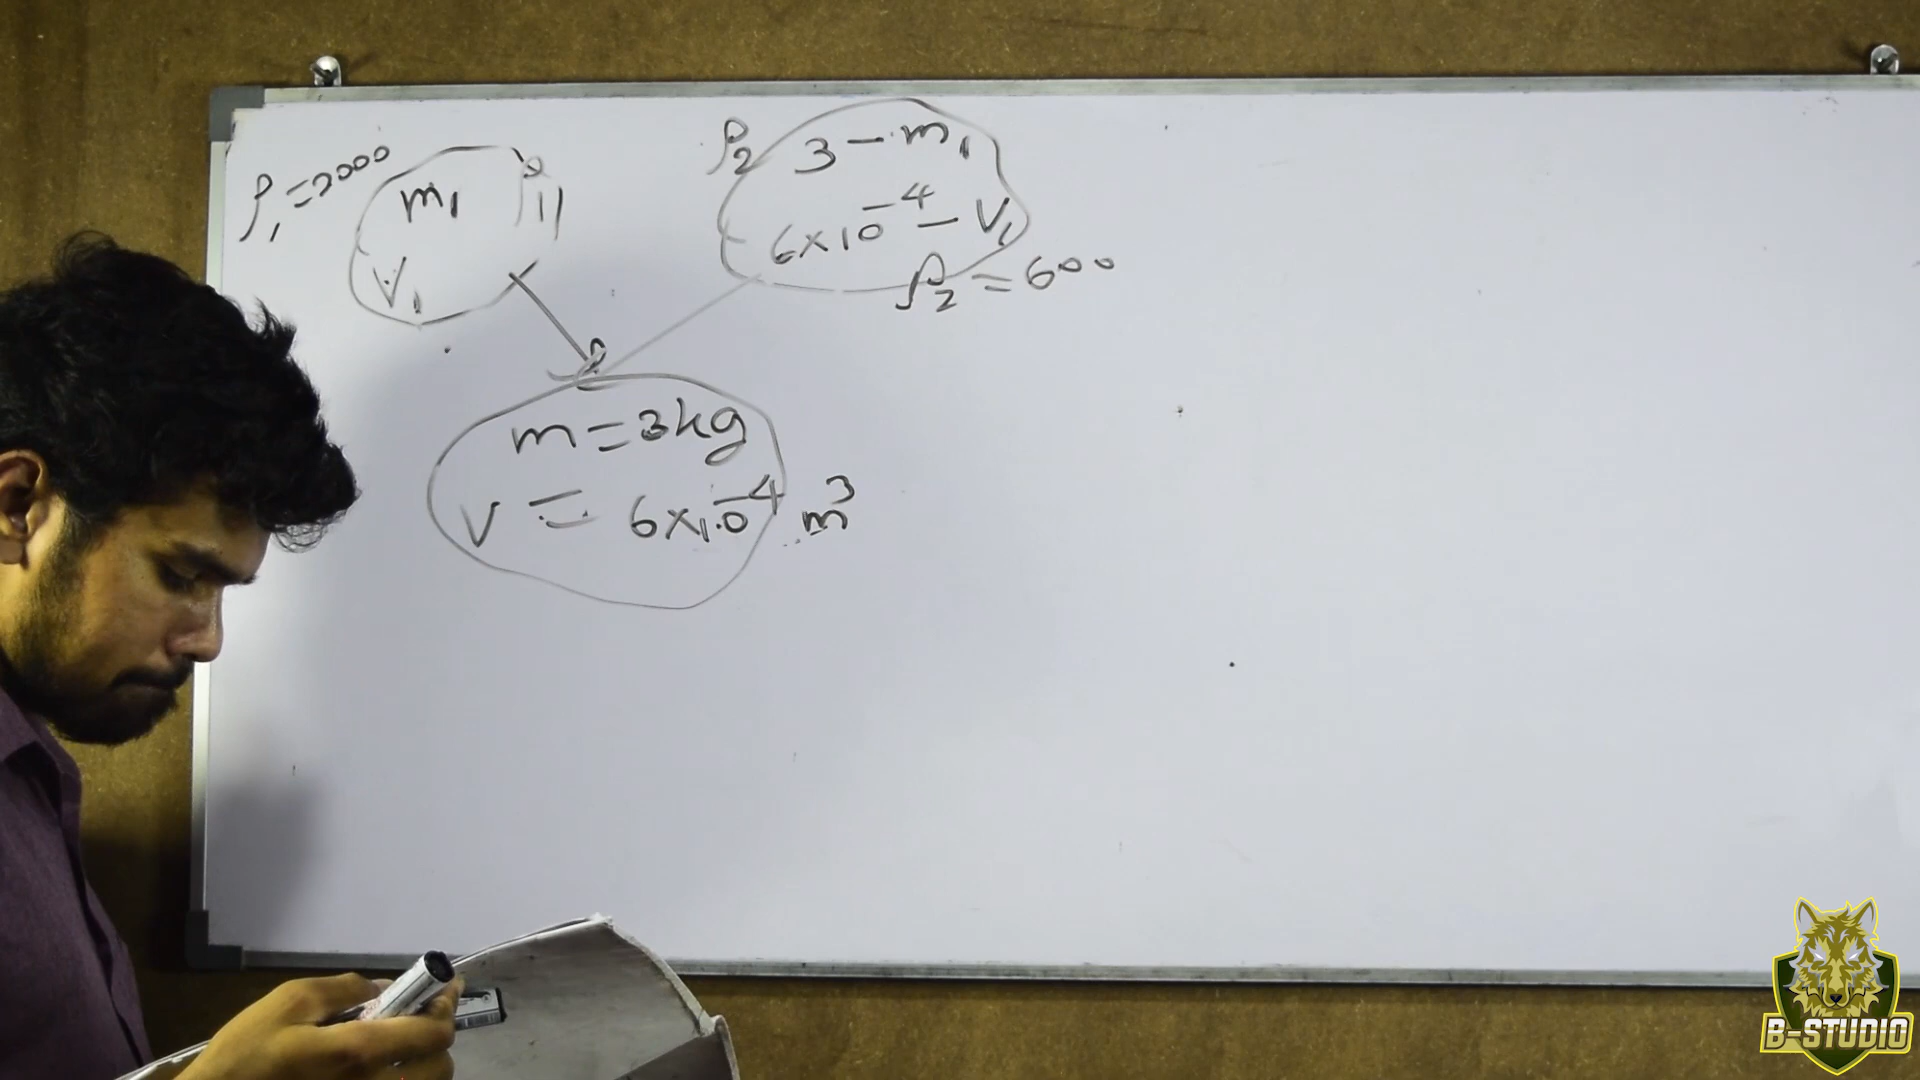 ρ₁ = 2000
m₁
V₁
ρ₂
3 – m₁
6×10⁻⁴ – V₁
ρ₂ = 600
ρ
m = 3kg
V = 6×10⁻⁴ m³
B-STUDIO